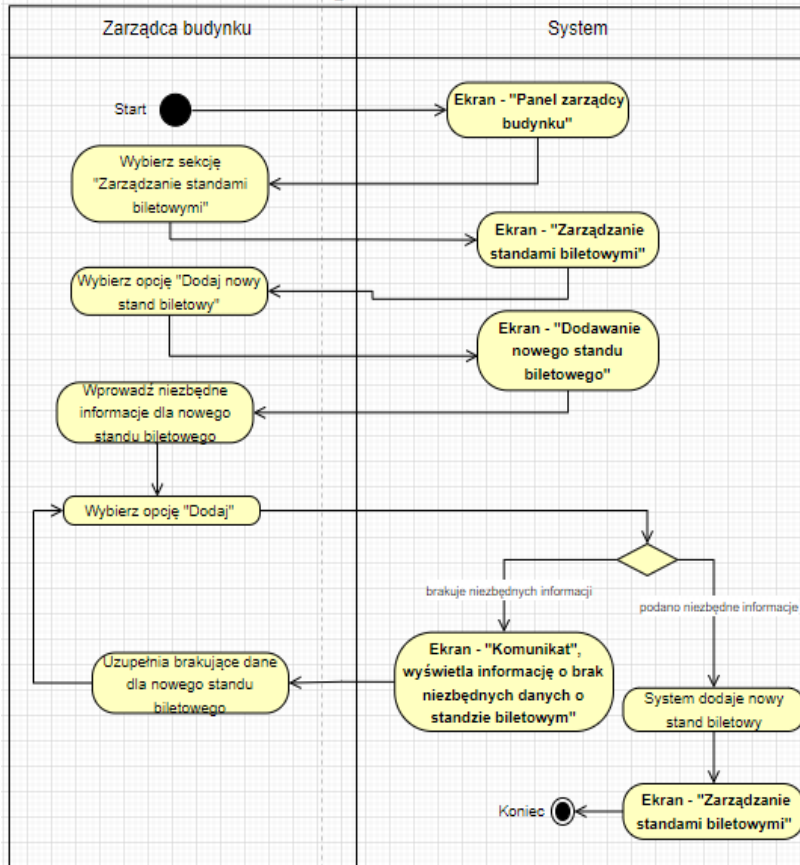 Zarządca budynku
System
Start
Ekran - "Panel zarządcy
budynku"
Wybierz sekcję
"Zarządzanie standami
biletowymi"
Ekran - "Zarządzanie
standami biletowymi"
Wybierz opcję "Dodaj nowy
stand biletowy"
Ekran - "Dodawanie
nowego standu
biletowego"
Wprowadź niezbędne
informacje dla nowego
standu biletowego
Wybierz opcję "Dodaj"
brakuje niezbędnych informacji
podano niezbędne informacje
Ekran - "Komunikat",
wyświetla informację o brak
niezbędnych danych o
standzie biletowym"
Uzupełnia brakujące dane
dla nowego standu
biletowego
System dodaje nowy
stand biletowy
Ekran - "Zarządzanie
standami biletowymi"
Koniec